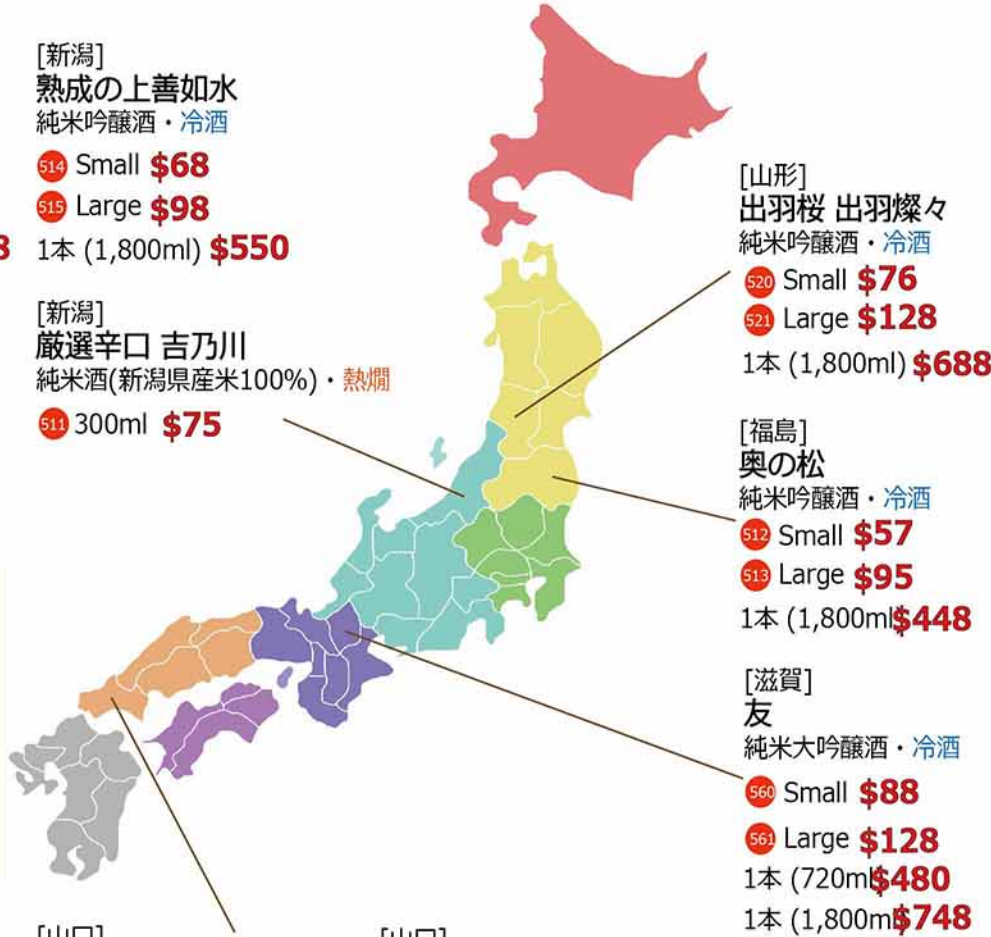 [新潟]
熟成の上善如水
純米吟醸酒・冷酒
514 Small $68
515 Large $98
1本 (1,800ml) $550
[新潟]
厳選辛口 吉乃川
純米酒(新潟県産米100%)・熱燗
511 300ml $75
[山形]
出羽桜 出羽燦々
純米吟醸酒・冷酒
520 Small $76
521 Large $128
1本 (1,800ml) $688
[福島]
奥の松
純米吟醸酒・冷酒
512 Small $57
513 Large $95
1本 (1,800ml) $448
[滋賀]
友
純米大吟醸酒・冷酒
560 Small $88
561 Large $128
1本 (720ml) $480
1本 (1,800ml) $748
[山口]
[山口]